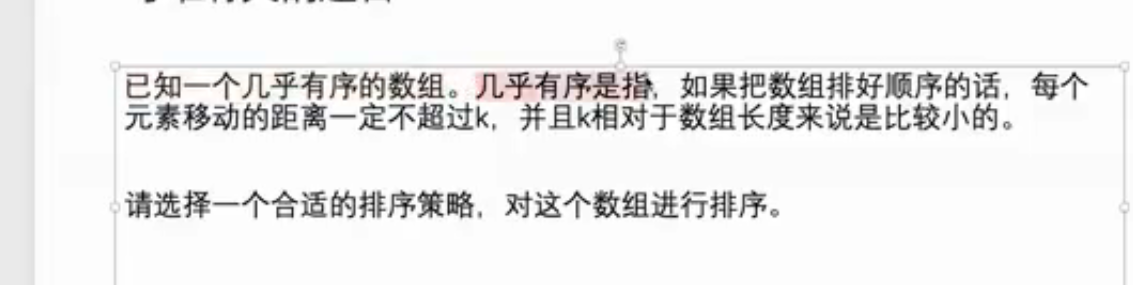 已知一个几乎有序的数组。几乎有序是指，如果把数组排好顺序的话，每个
元素移动的距离一定不超过k，并且k相对于数组长度来说是比较小的。
请选择一个合适的排序策略，对这个数组进行排序。